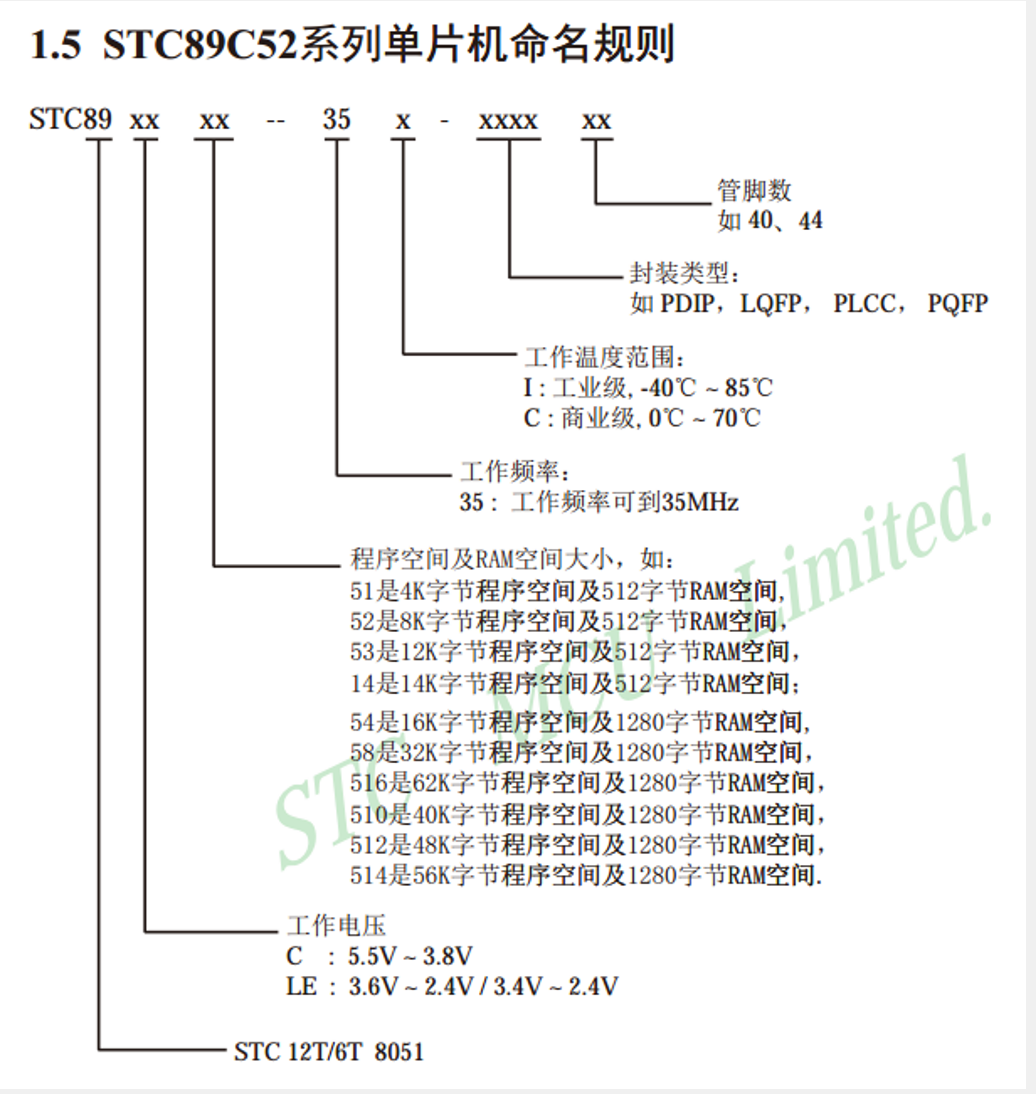 1.5 STC89C52系列单片机命名规则
STC89 xx xx -- 35 x - xxxx xx
管脚数
如 40、44
封装类型：
如 PDIP，LQFP， PLCC， PQFP
工作温度范围：
I : 工业级, -40℃ ~ 85℃
C : 商业级, 0℃ ~ 70℃
工作频率：
35： 工作频率可到35MHz
程序空间及RAM空间大小，如：
51是4K字节程序空间及512字节RAM空间,
52是8K字节程序空间及512字节RAM空间，
53是12K字节程序空间及512字节RAM空间，
14是14K字节程序空间及512字节RAM空间；
54是16K字节程序空间及1280字节RAM空间,
58是32K字节程序空间及1280字节RAM空间，
516是62K字节程序空间及1280字节RAM空间，
510是40K字节程序空间及1280字节RAM空间，
512是48K字节程序空间及1280字节RAM空间，
514是56K字节程序空间及1280字节RAM空间.
工作电压
C : 5.5V ~ 3.8V
LE : 3.6V ~ 2.4V / 3.4V ~ 2.4V
STC 12T/6T 8051
STC MCU Limited.